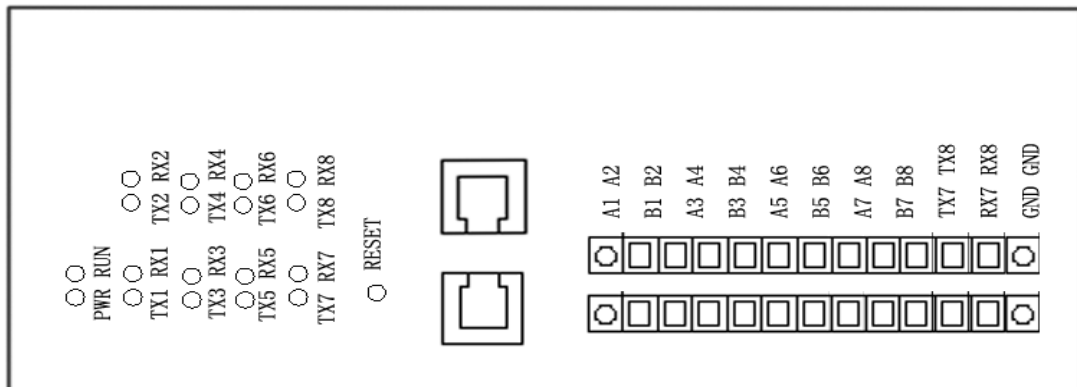 PWR RUN
TX1 RX1
TX2 RX2
TX3 RX3
TX4 RX4
TX5 RX5
TX6 RX6
TX7 RX7
TX8 RX8
RESET
A1 A2
B1 B2
A3 A4
B3 B4
A5 A6
B5 B6
A7 A8
B7 B8
TX7 TX8
RX7 RX8
GND GND